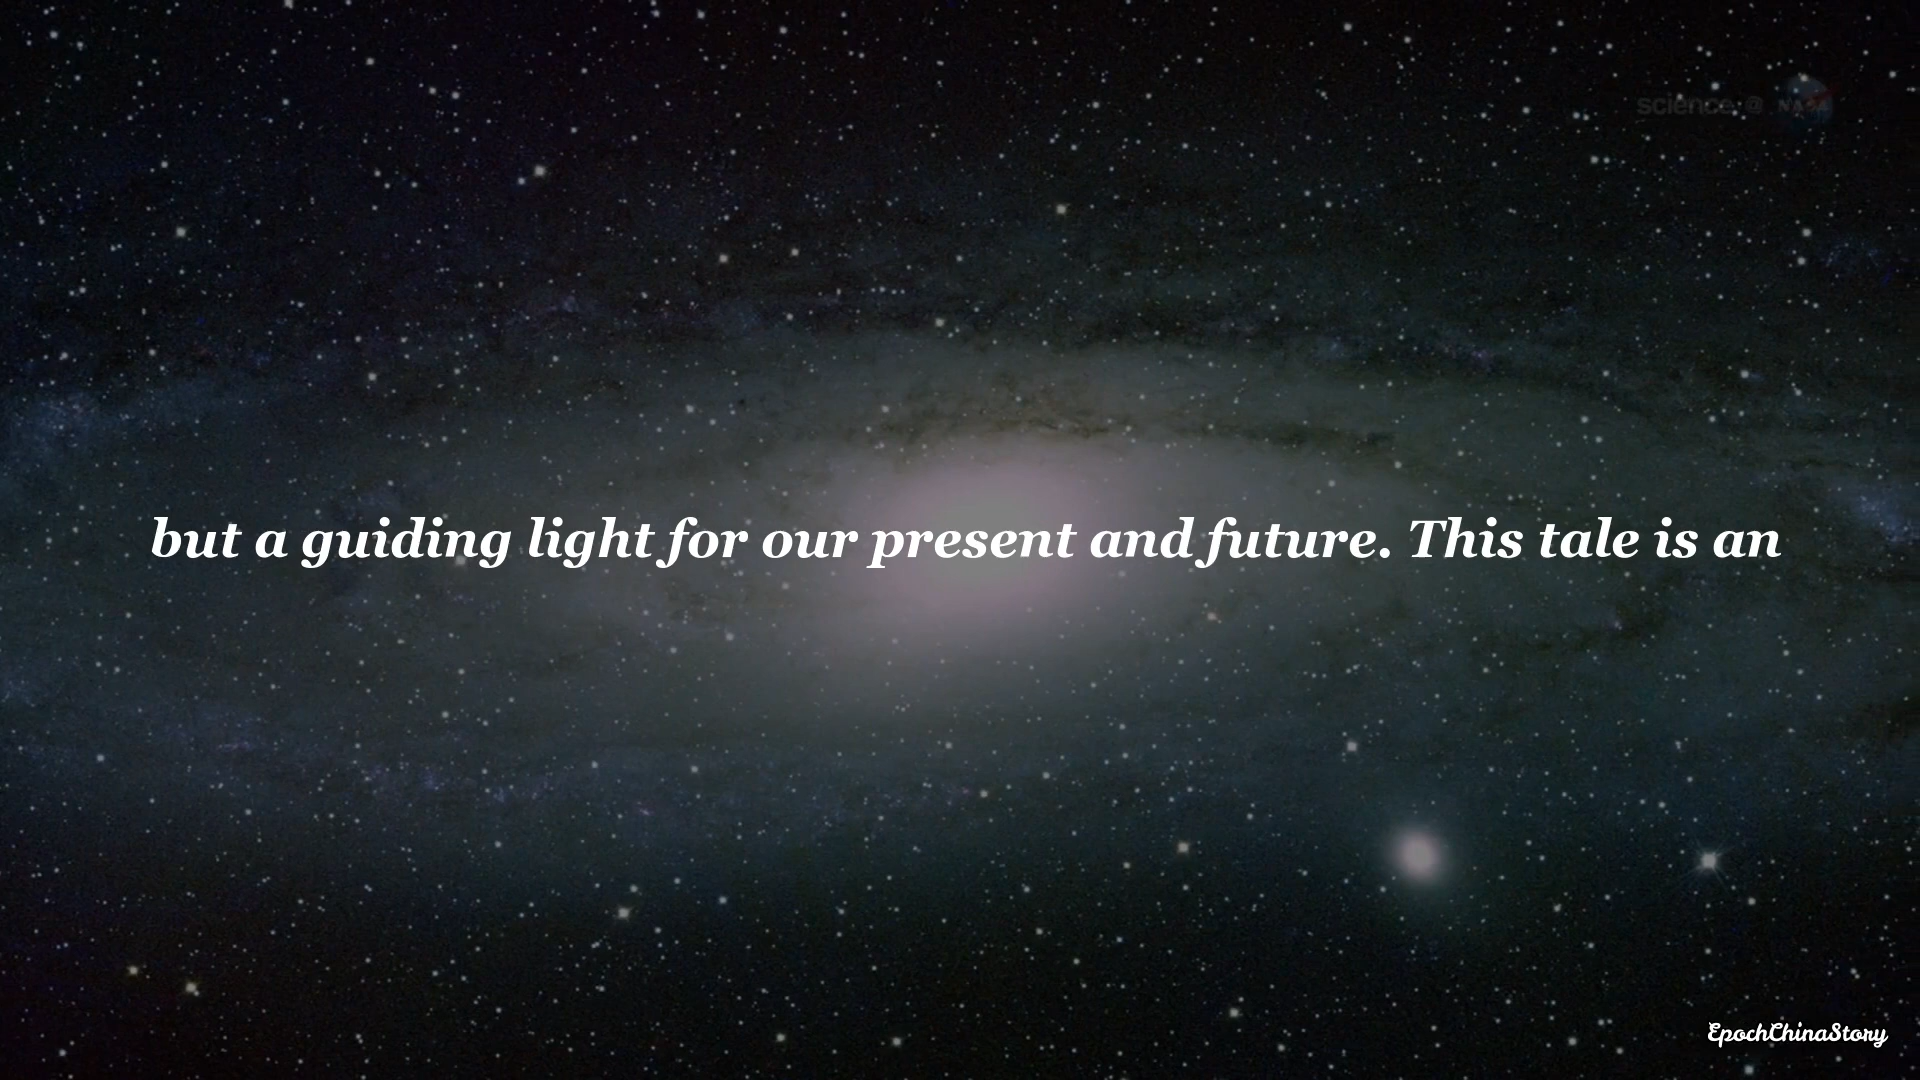 science @ NASA
but a guiding light for our present and future. This tale is an
EpochChinaStory